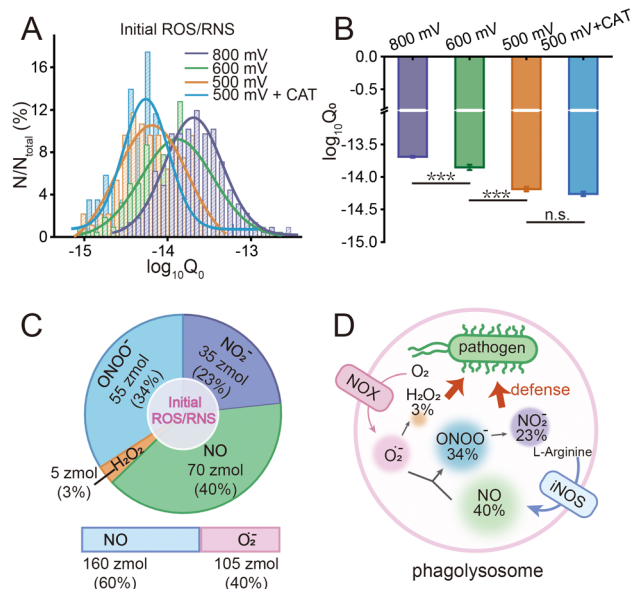 A
Initial ROS/RNS
800 mV
600 mV
500 mV
500 mV + CAT
N/Ntotal (%)
16
12
8
4
0
-15
-14
-13
log10Q0
B
800 mV
600 mV
500 mV
500 mV+CAT
log10Q0
0.0
-0.5
-13.5
-14.0
-14.5
-15.0
***
***
n.s.
C
ONOO-
55 zmol
(34%)
NO2-
35 zmol
(23%)
Initial
ROS/RNS
H2O2
5 zmol
(3%)
NO
70 zmol
(40%)
NO
O2·-
160 zmol
(60%)
105 zmol
(40%)
D
pathogen
NOX
O2
H2O2
3%
defense
O2·-
ONOO-
34%
NO2-
23%
L-Arginine
NO
40%
iNOS
phagolysosome